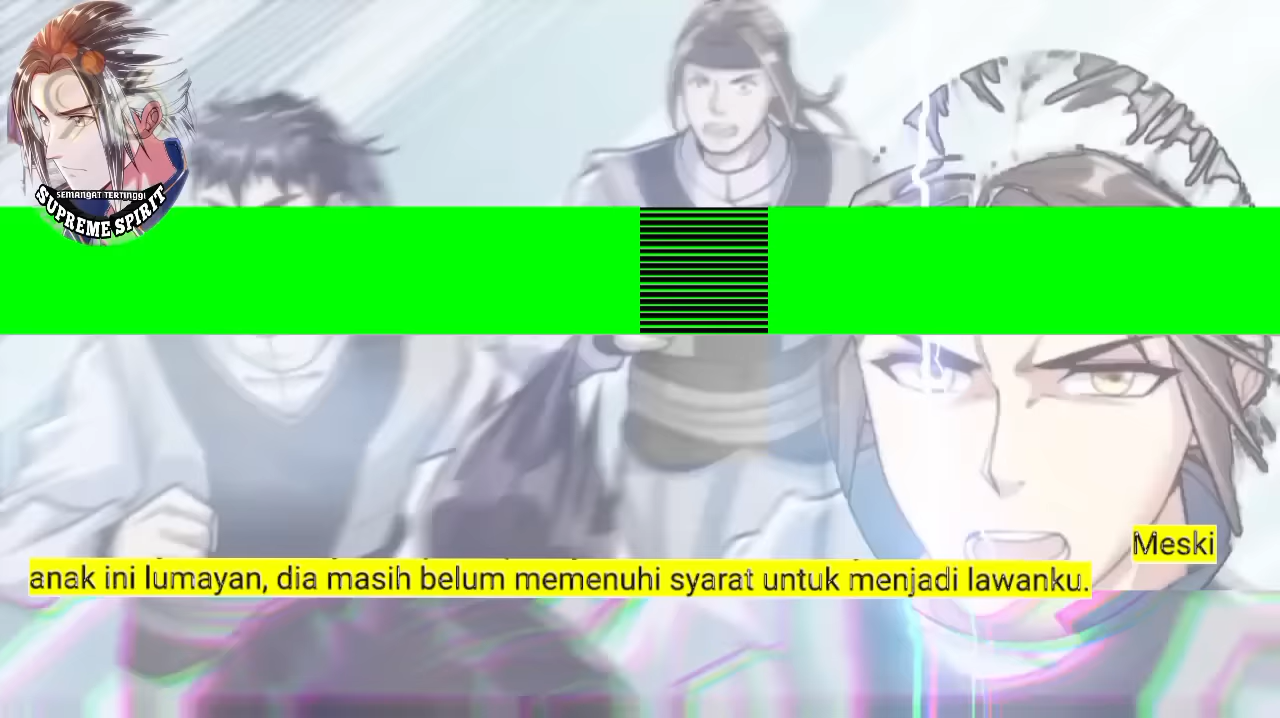 SEMANGAT TERTINGGI
SUPREME SPIRIT
Meski
anak ini lumayan, dia masih belum memenuhi syarat untuk menjadi lawanku.